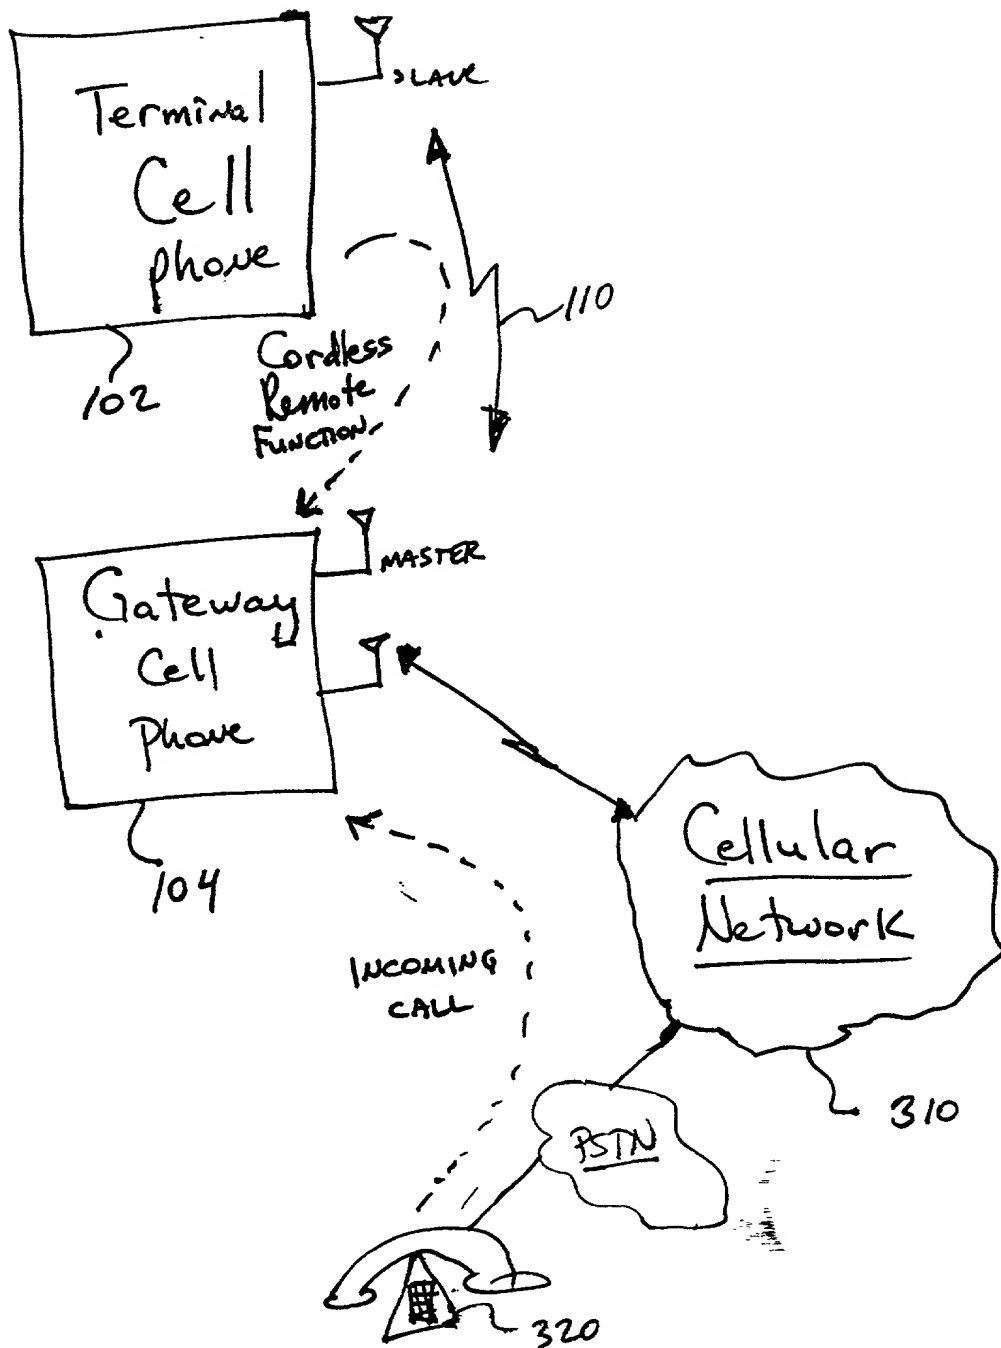 Terminal
Cell
phone
SLAVE
110
102
Cordless
Remote
FUNCTION
MASTER
Gateway
Cell
Phone
104
Cellular
Network
INCOMING
CALL
310
PSTN
320